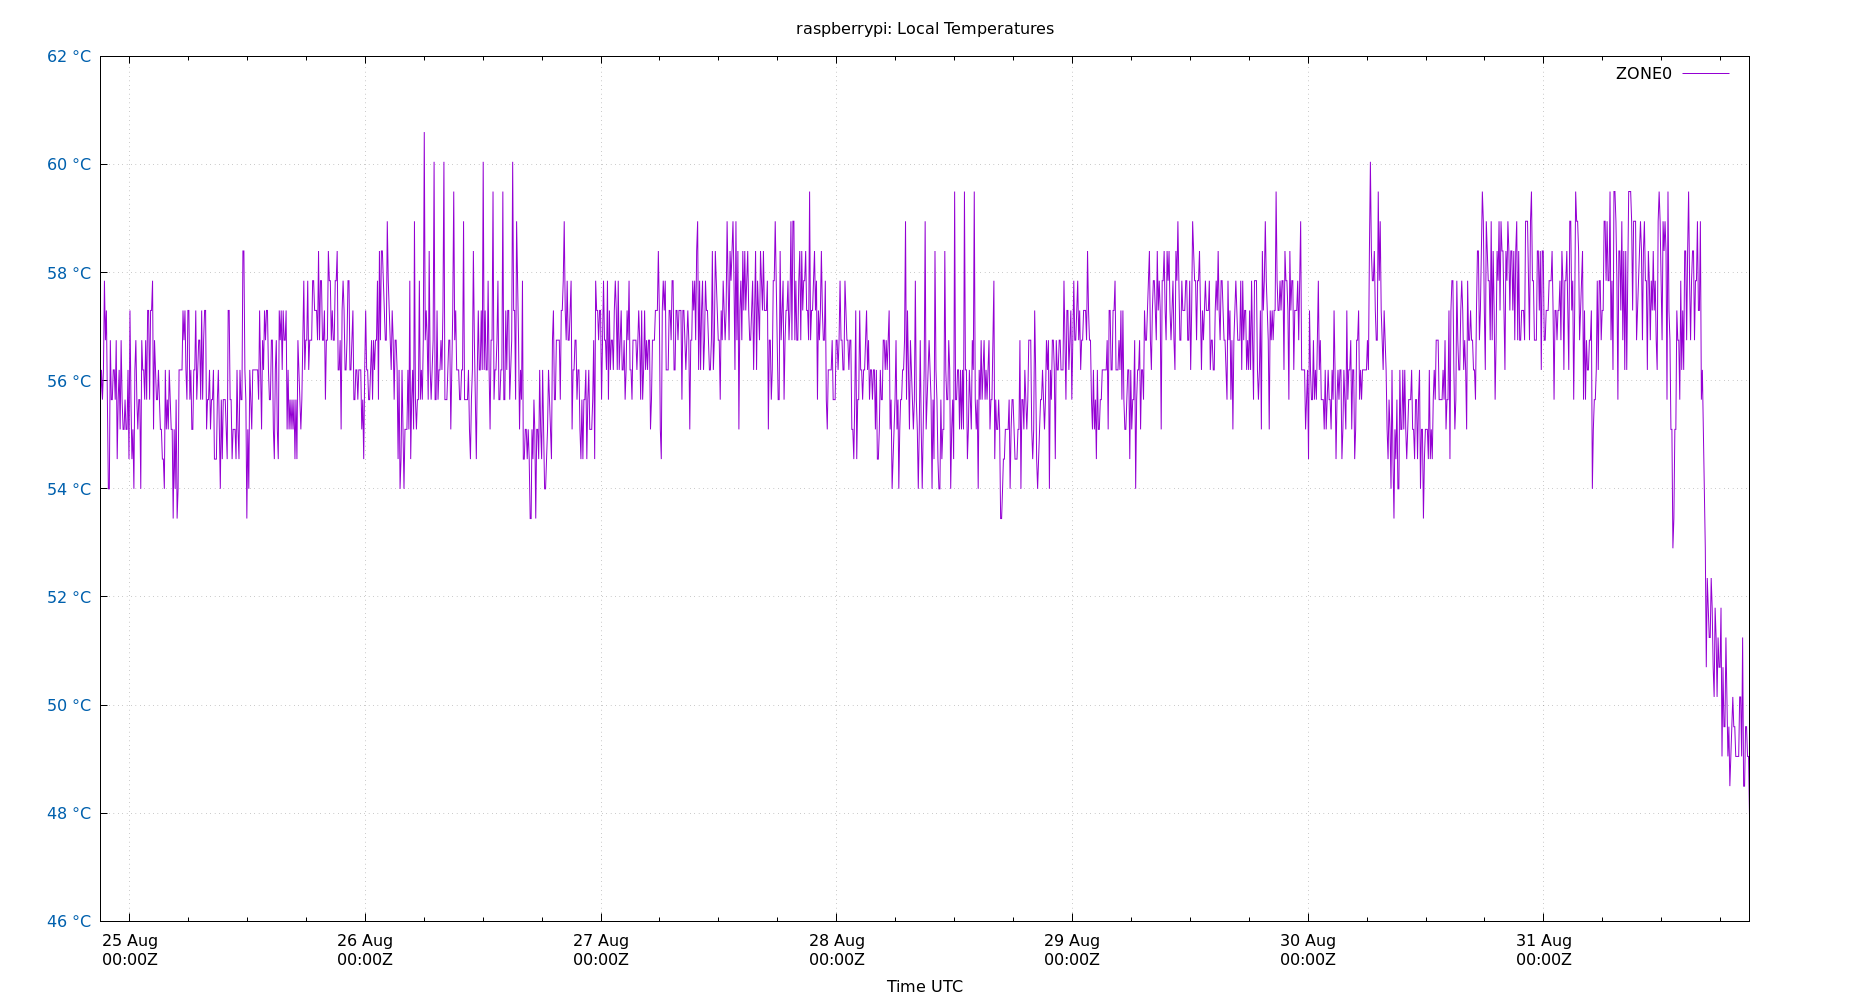 raspberrypi: Local Temperatures
62 °C
ZONE0
60 °C
58 °C
56 °C
54 °C
52 °C
50 °C
48 °C
46 °C
25 Aug 26 Aug 27 Aug 28 Aug 29 Aug 30 Aug 31 Aug
00:00Z 00:00Z 00:00Z 00:00Z 00:00Z 00:00Z 00:00Z
Time UTC